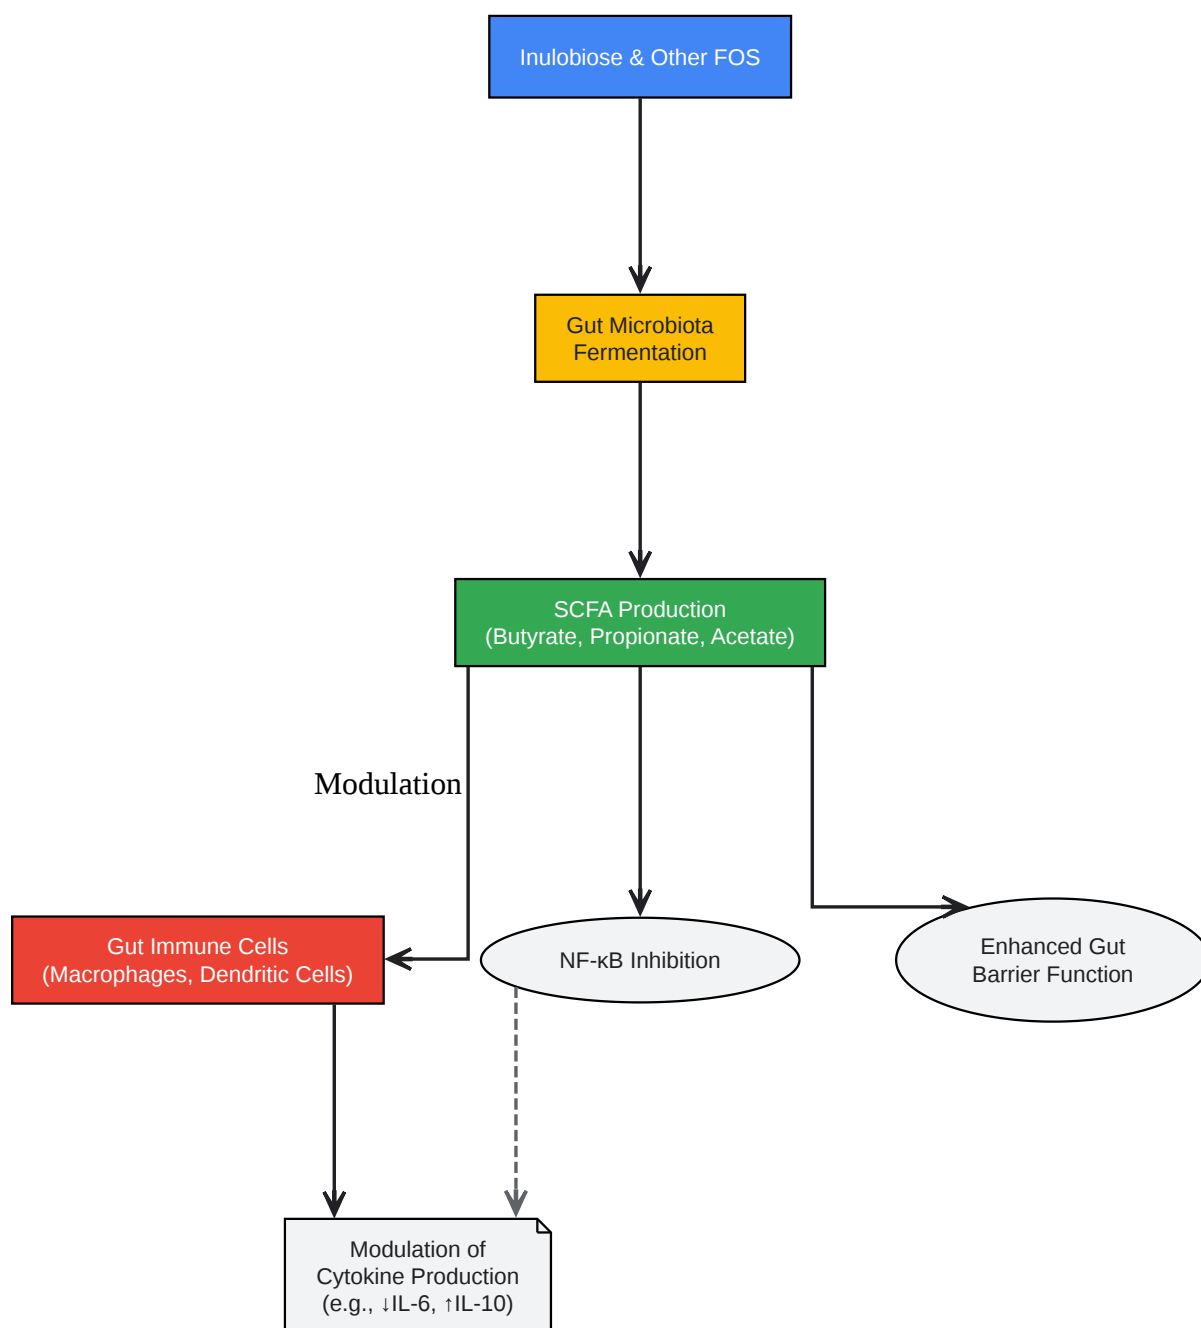 Inulobiose & Other FOS
Gut Microbiota
Fermentation
SCFA Production
(Butyrate, Propionate, Acetate)
Modulation
Gut Immune Cells
(Macrophages, Dendritic Cells)
NF-κB Inhibition
Enhanced Gut
Barrier Function
Modulation of
Cytokine Production
(e.g., ↓IL-6, ↑IL-10)